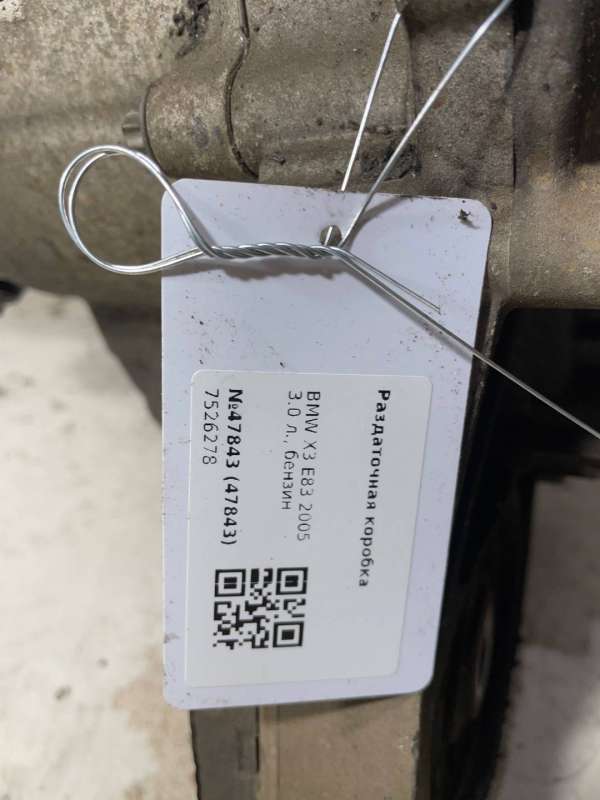 Раздаточная коробка
BMW X3 E83 2005
3.0 л., бензин
№47843 (47843)
7526278